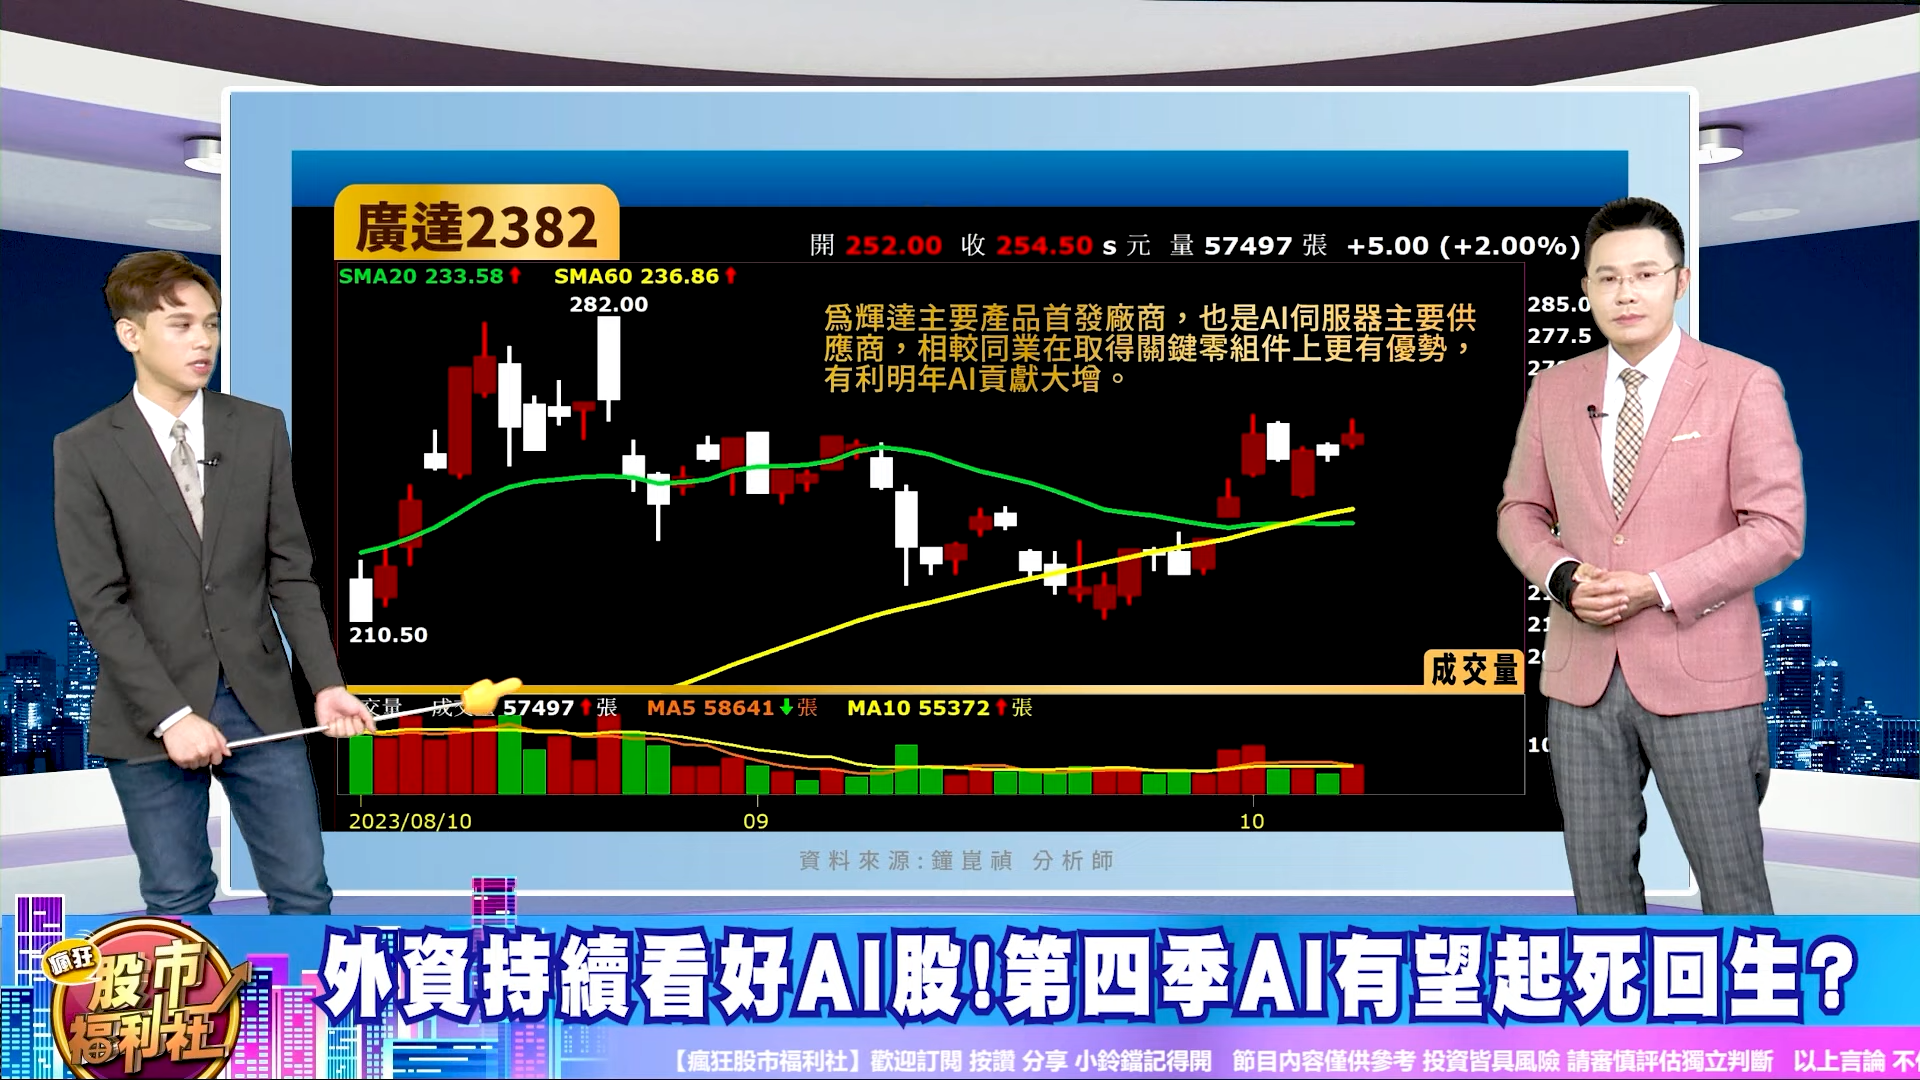 廣達2382
開 252.00 收 254.50 s 元 量 57497 張 +5.00 (+2.00%)
SMA20 233.58↑ SMA60 236.86↑
282.00
為輝達主要產品首發廠商，也是AI伺服器主要供
應商，相較同業在取得關鍵零組件上更有優勢，
有利明年AI貢獻大增。
285.0
277.5
210.50
成交量
交量 57497↑張 MA5 58641↓張 MA10 55372↑張
2023/08/10 09 10
資料來源:鐘崑禎 分析師
外資持續看好AI股!第四季AI有望起死回生?
瘋狂
股市
福利社
【瘋狂股市福利社】歡迎訂閱 按讚 分享 小鈴鐺記得開 節目內容僅供參考 投資皆具風險 請審慎評估獨立判斷 以上言論